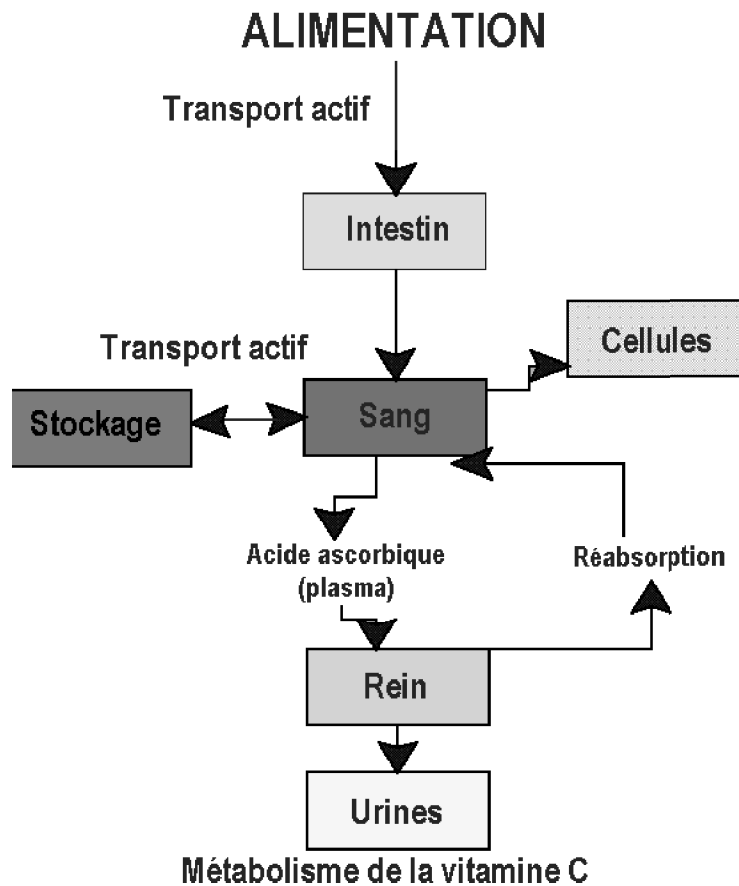 ALIMENTATION
Transport actif
Intestin
Cellules
Transport actif
Stockage
Sang
Acide ascorbique
(plasma)
Réabsorption
Rein
Urines
Métabolisme de la vitamine C